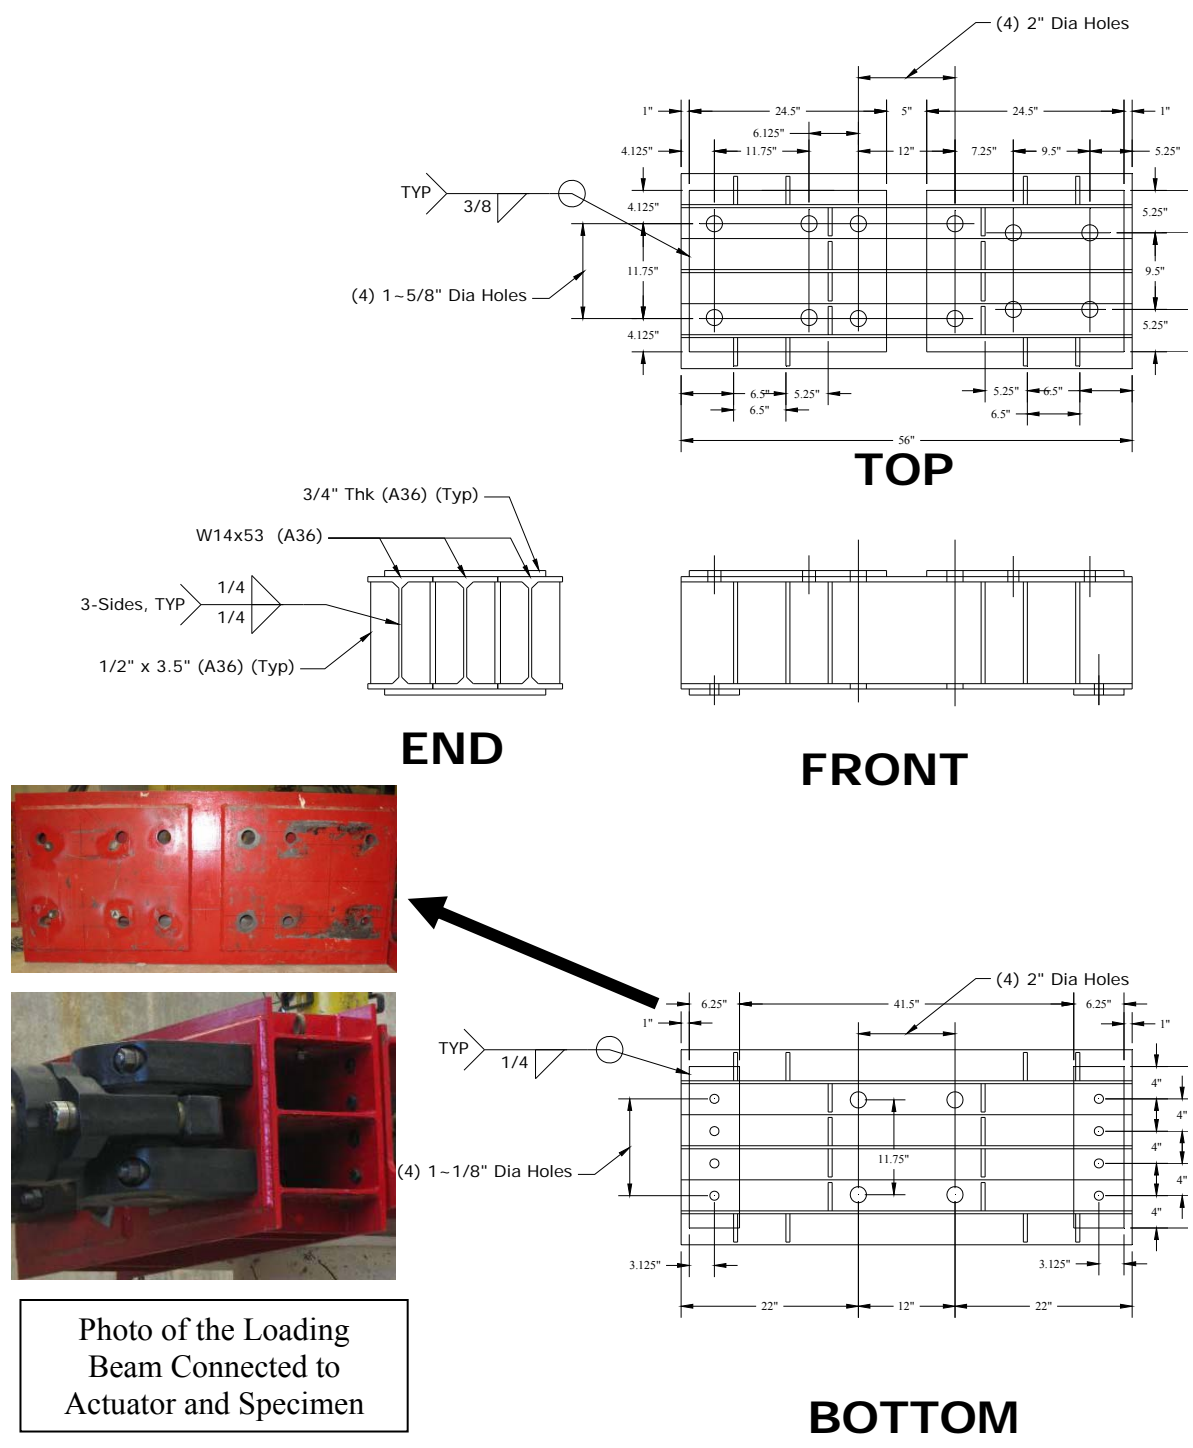 (4) 2" Dia Holes
1" 24.5" 5" 24.5" 1"
6.125"
4.125" 11.75" 12" 7.25" 9.5" 5.25"
TYP
3/8
4.125" 5.25"
11.75" 9.5"
(4) 1~5/8" Dia Holes
4.125" 5.25"
6.5" 5.25" 5.25" 6.5"
6.5" 6.5"
56"
TOP
3/4" Thk (A36) (Typ)
W14x53 (A36)
1/4
3-Sides, TYP
1/4
1/2" x 3.5" (A36) (Typ)
END
FRONT
(4) 2" Dia Holes
6.25" 41.5" 6.25"
1" 1"
TYP
1/4
4"
4"
4"
4"
4"
11.75"
(4) 1~1/8" Dia Holes
3.125" 3.125"
22" 12" 22"
Photo of the Loading
Beam Connected to
Actuator and Specimen
BOTTOM